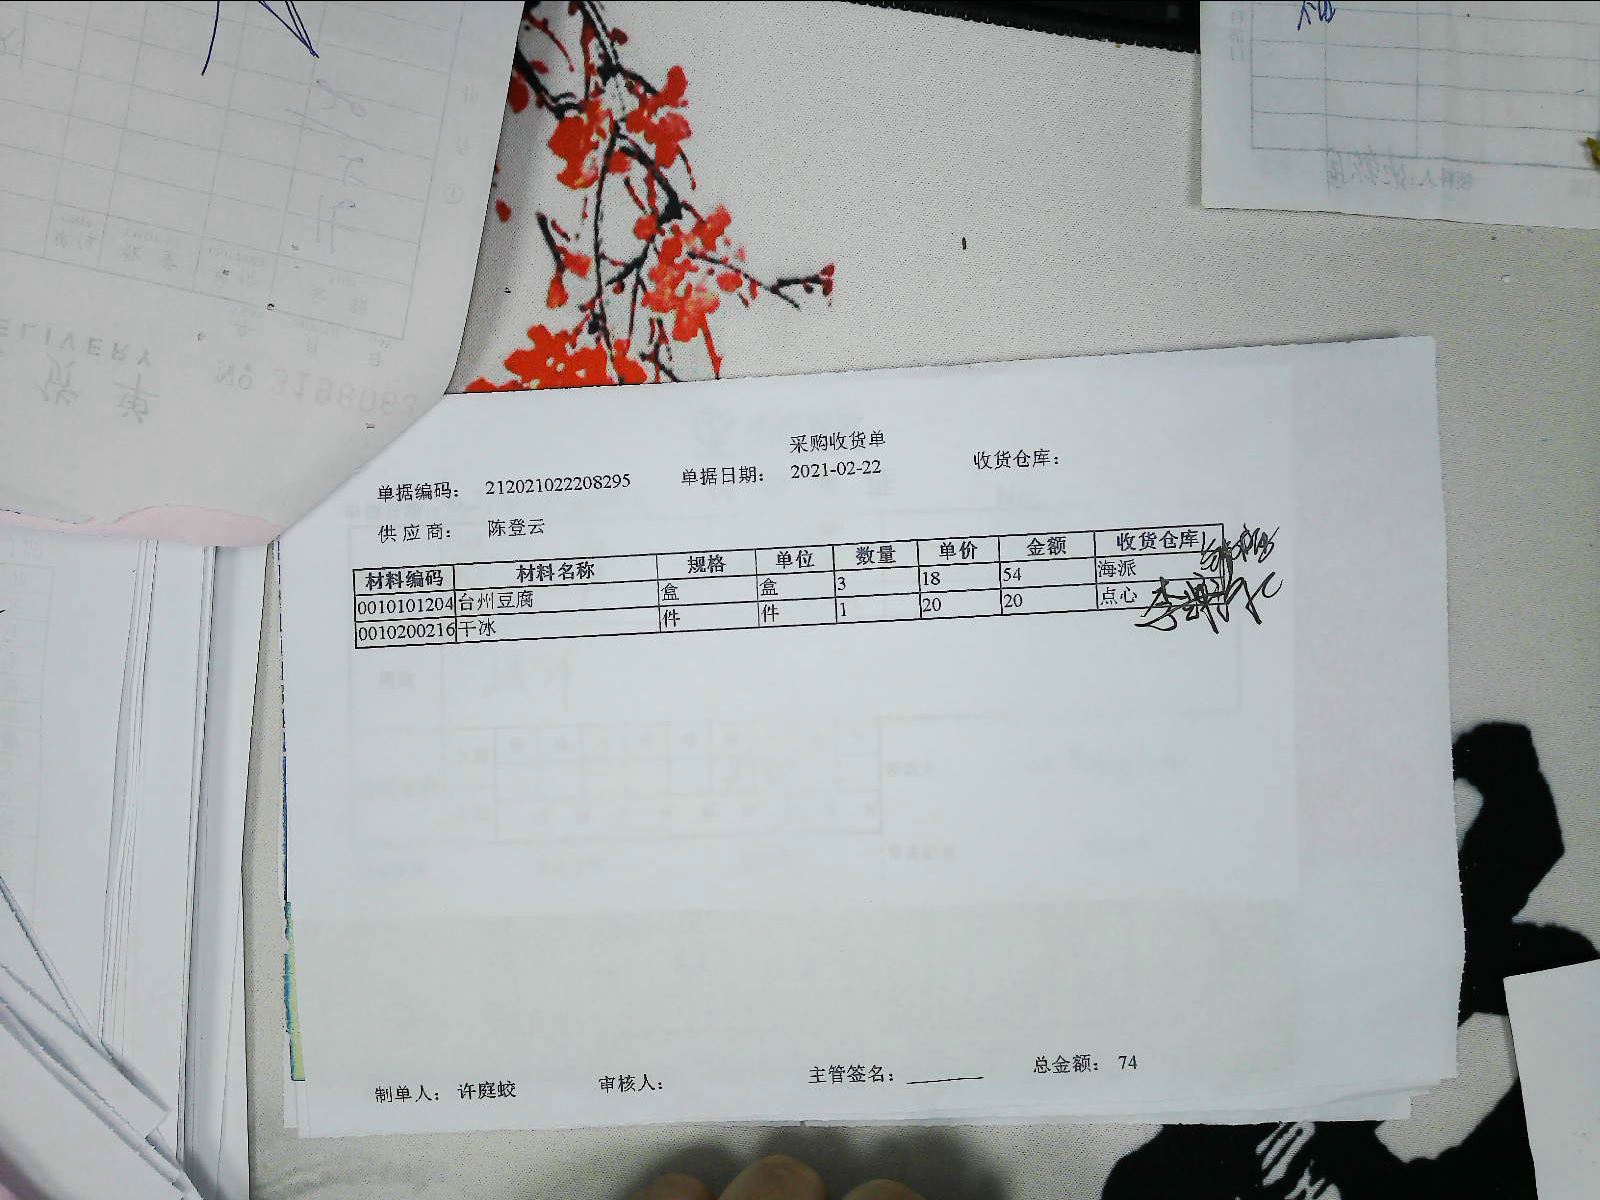 采购收货单
单据编码： 212021022208295 单据日期： 2021-02-22 收货仓库：
供应商： 陈登云
材料编码 材料名称 规格 单位 数量 单价 金额 收货仓库
0010101204 台州豆腐 盒 盒 3 18 54 海派
0010200216 干冰 件 件 1 20 20 点心
制单人： 许庭蛟 审核人： 主管签名： 总金额： 74